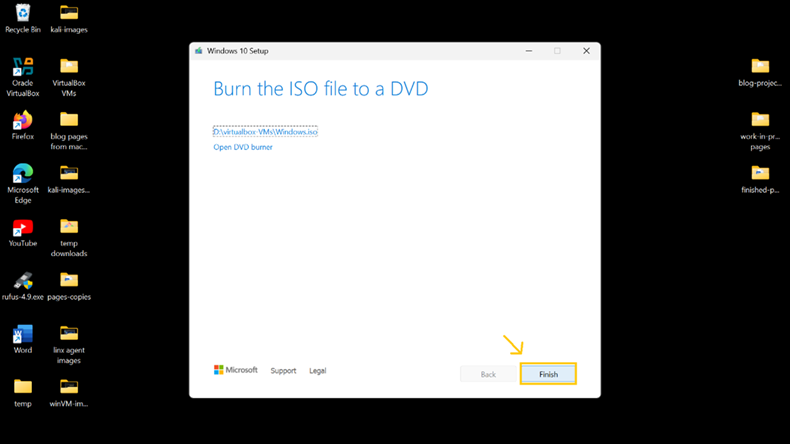 Recycle Bin
kali-images
Oracle
VirtualBox
VirtualBox
VMs
Firefox
blog pages
from mac...
Microsoft
Edge
kali-images...
YouTube
temp
downloads
rufus-4.9.exe
pages-copies
Word
linx agent
images
temp
winVM-im...
Windows 10 Setup
Burn the ISO file to a DVD
D:\virtualbox-VMs\Windows.iso
Open DVD burner
Microsoft
Support
Legal
Back
Finish
blog-projec...
work-in-pr...
pages
finished-p...